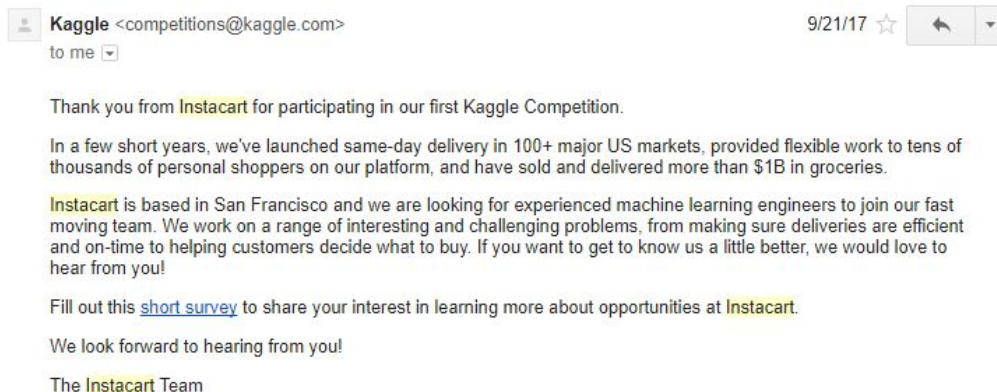 Kaggle <competitions@kaggle.com> 9/21/17
to me
Thank you from Instacart for participating in our first Kaggle Competition.
In a few short years, we've launched same-day delivery in 100+ major US markets, provided flexible work to tens of
thousands of personal shoppers on our platform, and have sold and delivered more than $1B in groceries.
Instacart is based in San Francisco and we are looking for experienced machine learning engineers to join our fast
moving team. We work on a range of interesting and challenging problems, from making sure deliveries are efficient
and on-time to helping customers decide what to buy. If you want to get to know us a little better, we would love to
hear from you!
Fill out this short survey to share your interest in learning more about opportunities at Instacart.
We look forward to hearing from you!
The Instacart Team